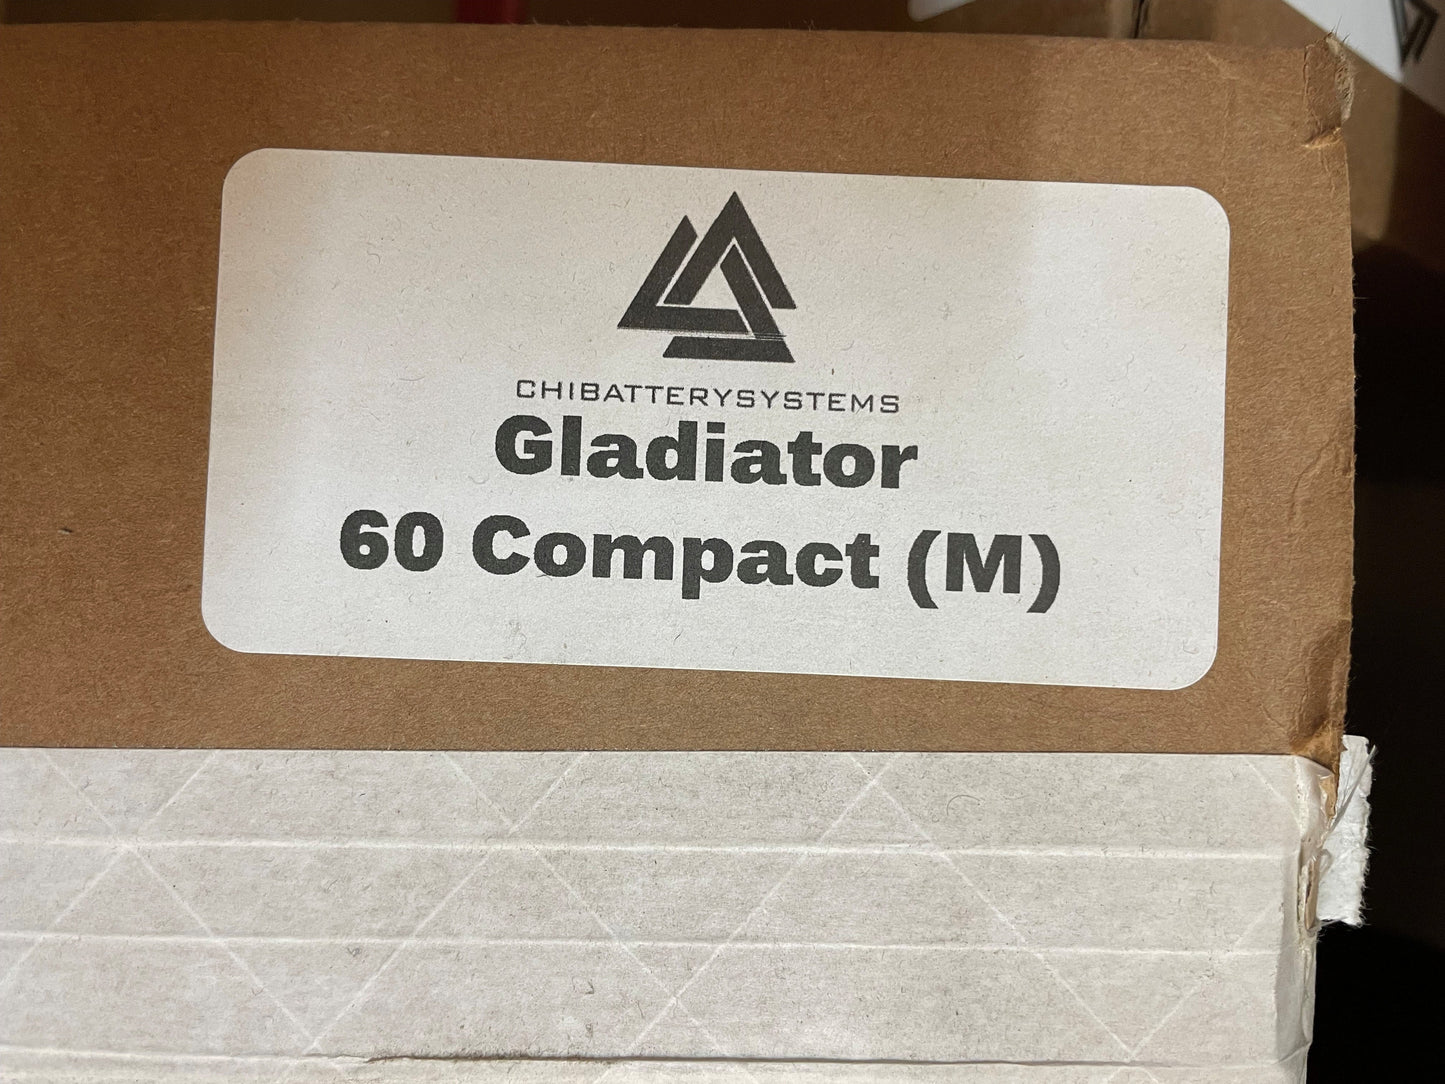 CHIBATTERYSYSTEMS
Gladiator
60 Compact (M)